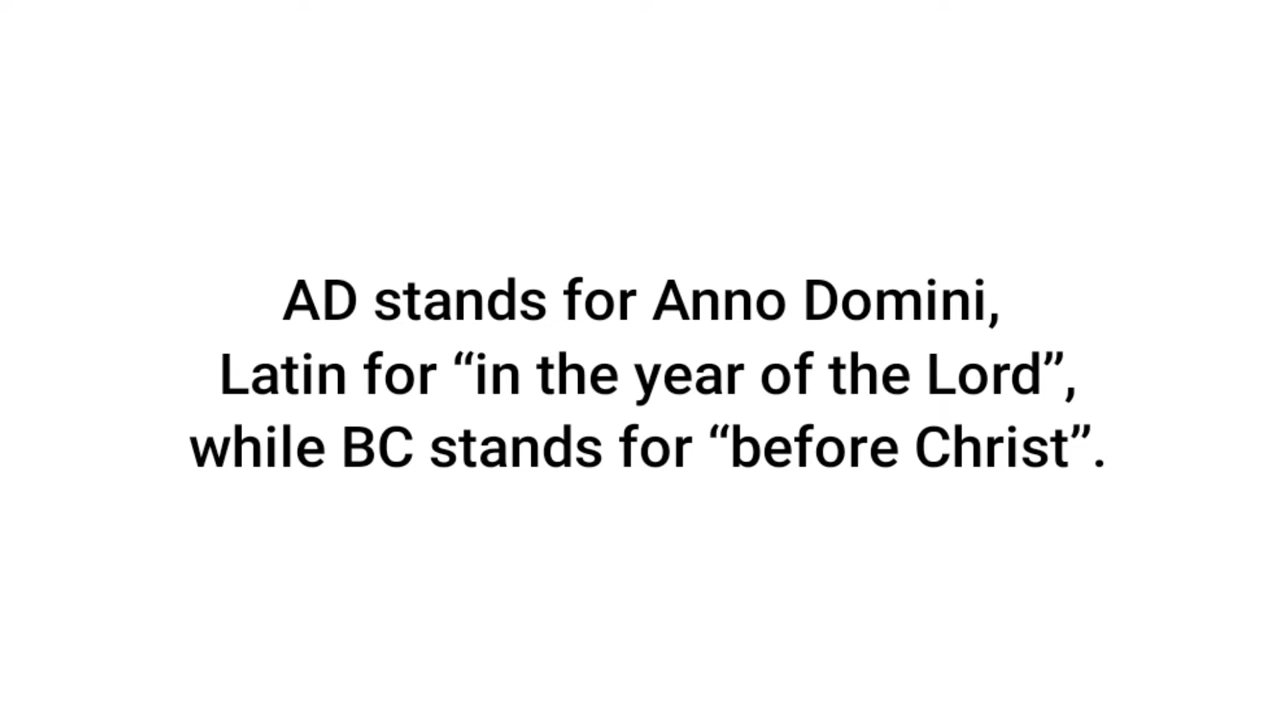 AD stands for Anno Domini,
Latin for “in the year of the Lord”,
while BC stands for “before Christ”.